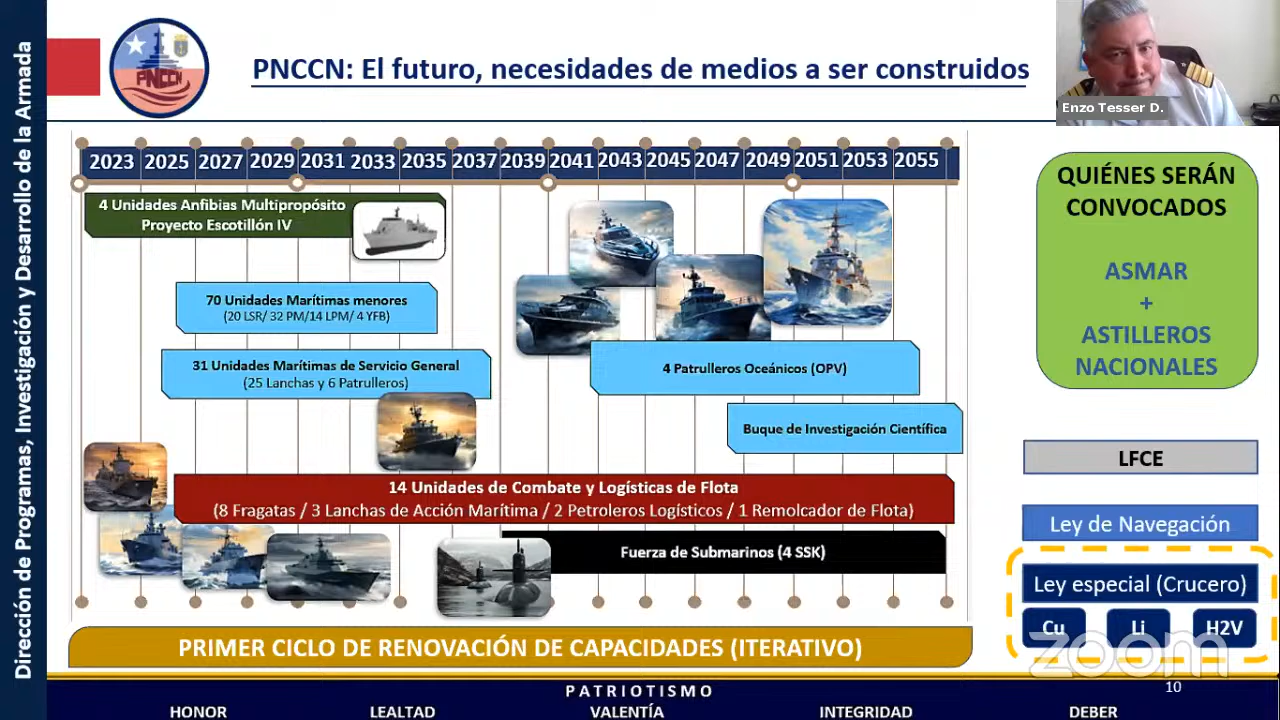 Dirección de Programas, Investigación y Desarrollo de la Armada
PNCCN
PNCCN: El futuro, necesidades de medios a ser construidos
Enzo Tesser D.
2023 2025 2027 2029 2031 2033 2035 2037 2039 2041 2043 2045 2047 2049 2051 2053 2055
4 Unidades Anfibias Multipropósito
Proyecto Escotillón IV
70 Unidades Marítimas menores
(20 LSR/ 32 PM/14 LPM/ 4 YFB)
31 Unidades Marítimas de Servicio General
(25 Lanchas y 6 Patrulleros)
4 Patrulleros Oceánicos (OPV)
Buque de Investigación Científica
14 Unidades de Combate y Logísticas de Flota
(8 Fragatas / 3 Lanchas de Acción Marítima / 2 Petroleros Logísticos / 1 Remolcador de Flota)
Fuerza de Submarinos (4 SSK)
PRIMER CICLO DE RENOVACIÓN DE CAPACIDADES (ITERATIVO)
QUIÉNES SERÁN
CONVOCADOS
ASMAR
+
ASTILLEROS
NACIONALES
LFCE
Ley de Navegación
Ley especial (Crucero)
Cu Li H2V
zoom
10
PATRIOTISMO
HONOR LEALTAD VALENTÍA INTEGRIDAD DEBER